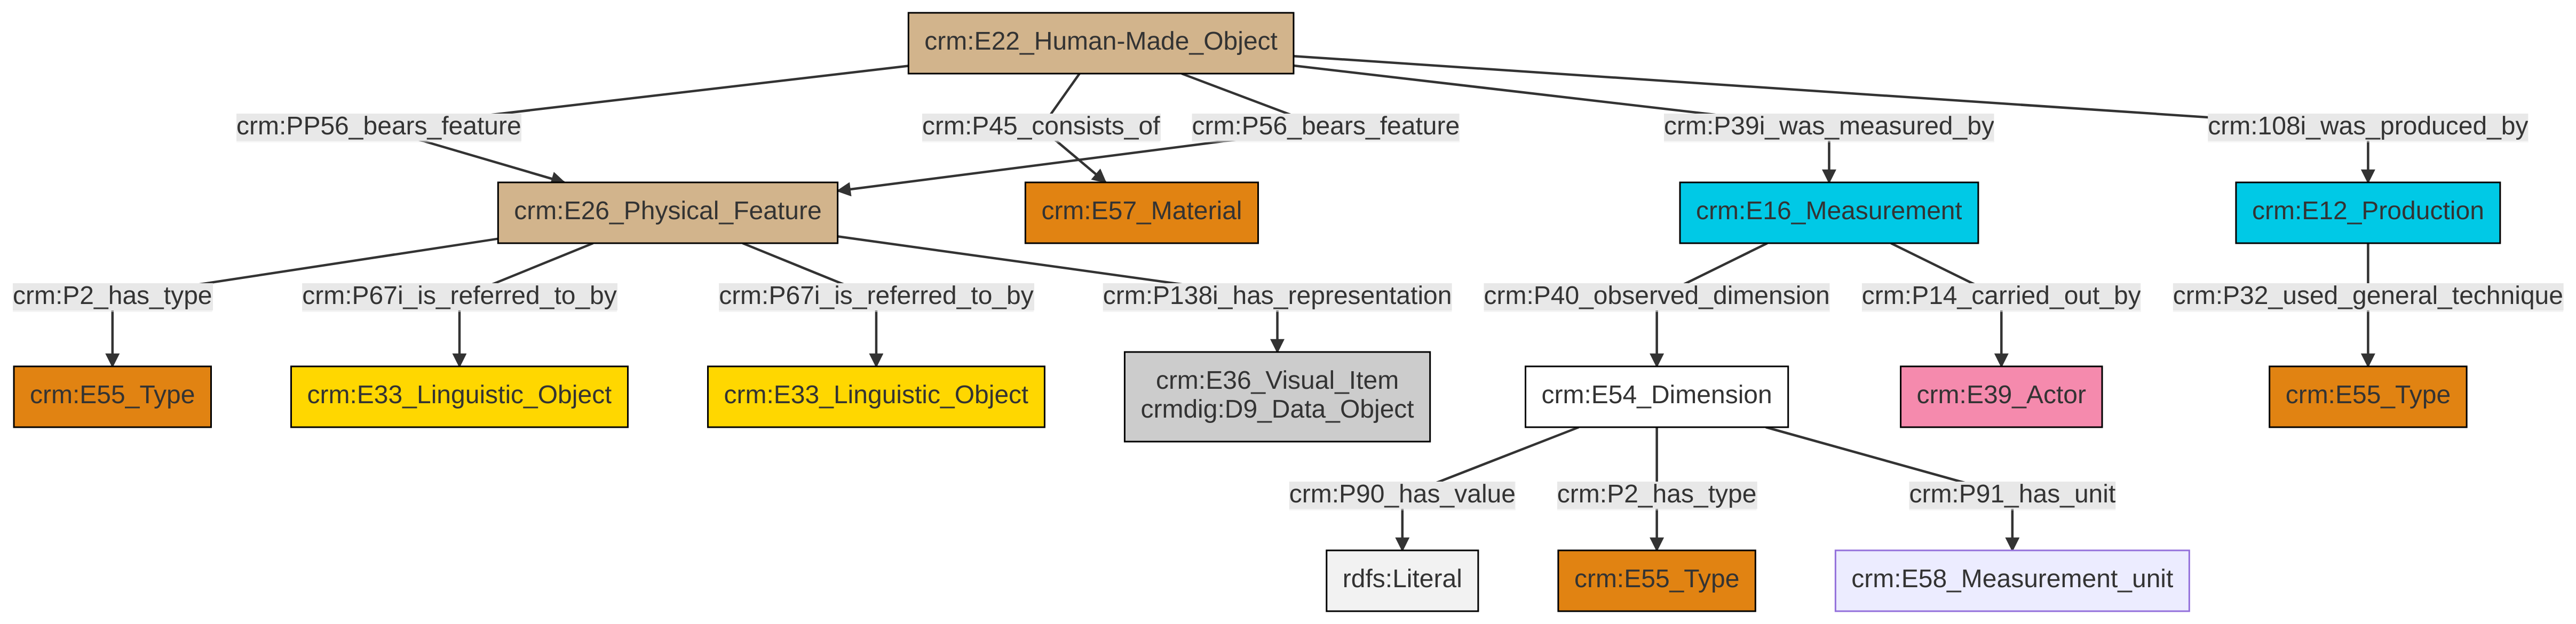 crm:E22_Human-Made_Object
crm:PP56_bears_feature
crm:P45_consists_of
crm:P56_bears_feature
crm:P39i_was_measured_by
crm:108i_was_produced_by
crm:E26_Physical_Feature
crm:E57_Material
crm:E16_Measurement
crm:E12_Production
crm:P2_has_type
crm:P67i_is_referred_to_by
crm:P67i_is_referred_to_by
crm:P138i_has_representation
crm:P40_observed_dimension
crm:P14_carried_out_by
crm:P32_used_general_technique
crm:E55_Type
crm:E33_Linguistic_Object
crm:E33_Linguistic_Object
crm:E36_Visual_Item
crmdig:D9_Data_Object
crm:E54_Dimension
crm:E39_Actor
crm:E55_Type
crm:P90_has_value
crm:P2_has_type
crm:P91_has_unit
rdfs:Literal
crm:E55_Type
crm:E58_Measurement_unit